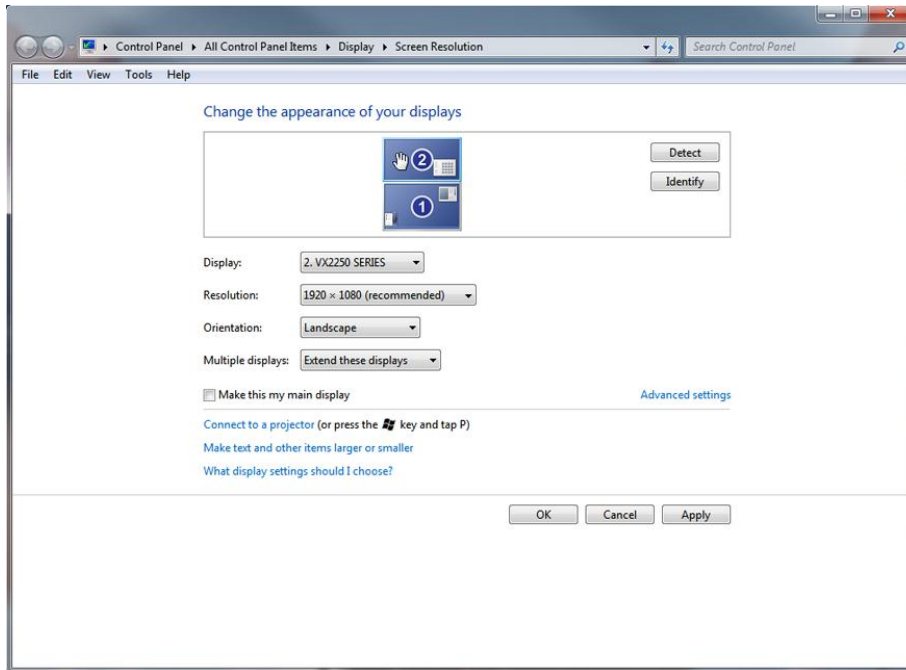 Control Panel ▸ All Control Panel Items ▸ Display ▸ Screen Resolution
Search Control Panel
File Edit View Tools Help
Change the appearance of your displays
2
1
Detect
Identify
Display: 2. VX2250 SERIES
Resolution: 1920 × 1080 (recommended)
Orientation: Landscape
Multiple displays: Extend these displays
Make this my main display
Advanced settings
Connect to a projector (or press the key and tap P)
Make text and other items larger or smaller
What display settings should I choose?
OK Cancel Apply